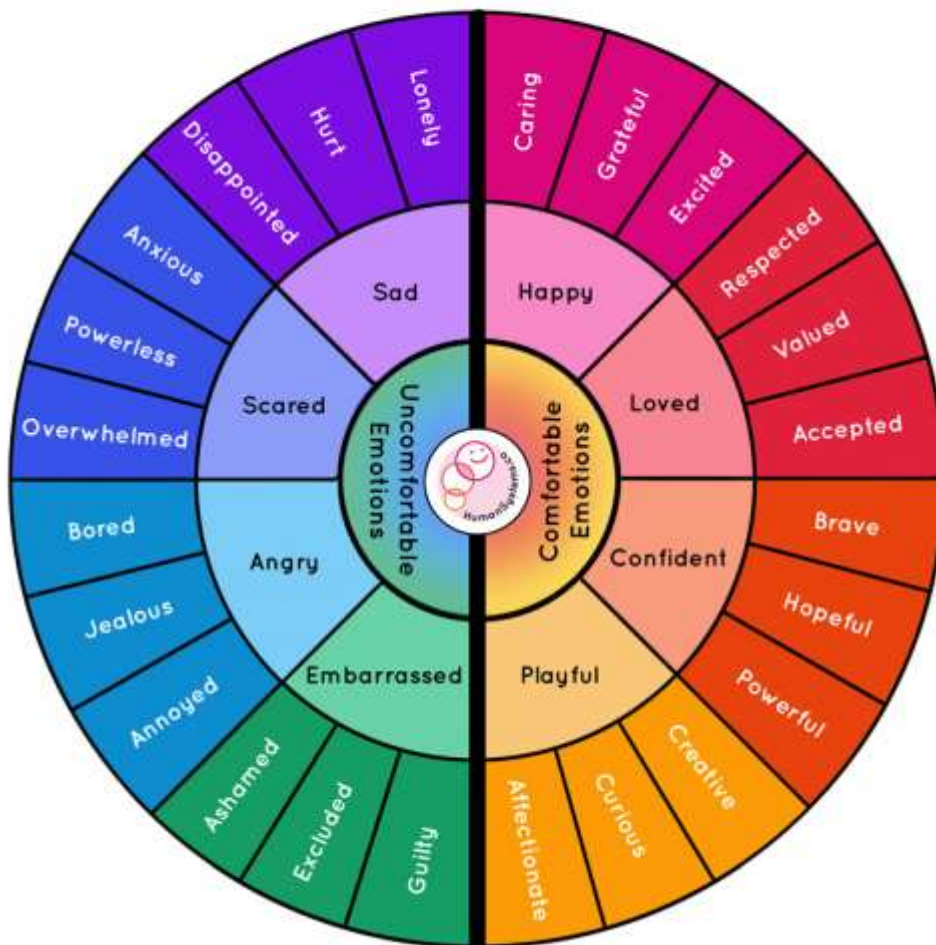 Caring
Grateful
Excited
Respected
Valued
Accepted
Brave
Hopeful
Powerful
Creative
Curious
Affectionate
Guilty
Excluded
Ashamed
Annoyed
Jealous
Bored
Overwhelmed
Powerless
Anxious
Disappointed
Hurt
Lonely
Happy
Loved
Confident
Playful
Embarrassed
Angry
Scared
Sad
Uncomfortable
Emotions
Comfortable
Emotions